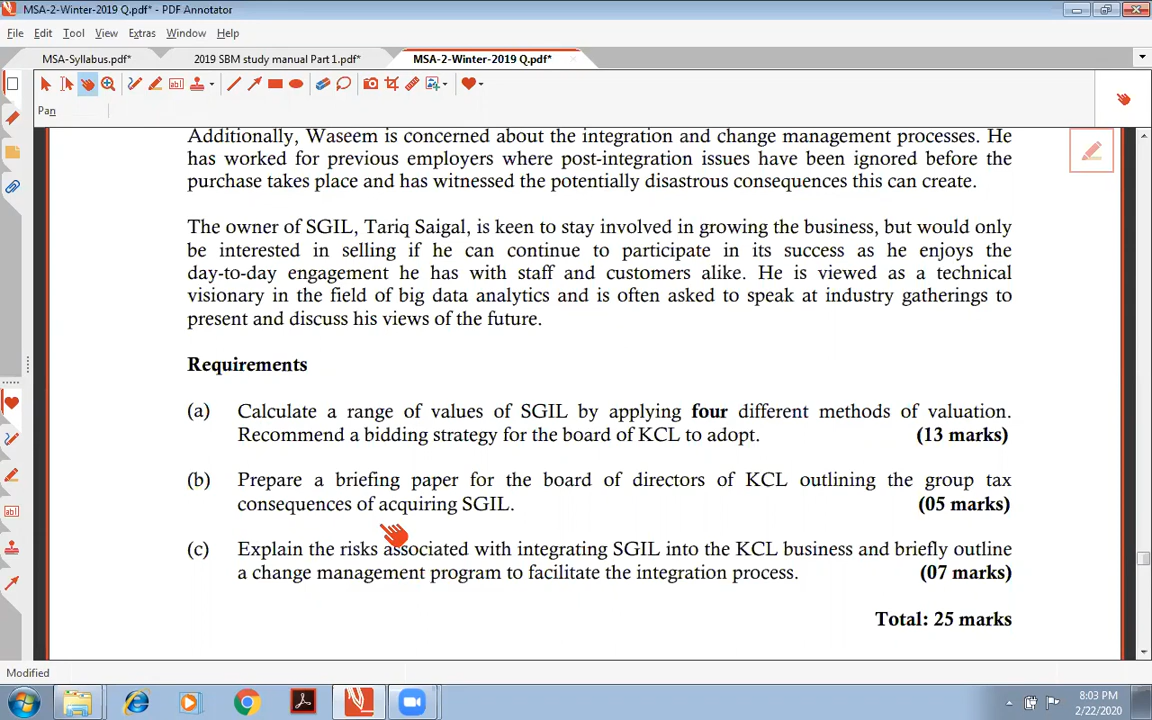 MSA-2-Winter-2019 Q.pdf* - PDF Annotator
File Edit Tool View Extras Window Help
MSA-Syllabus.pdf* 2019 SBM study manual Part 1.pdf* MSA-2-Winter-2019 Q.pdf*
Pan
Additionally, Waseem is concerned about the integration and change management processes. He
has worked for previous employers where post-integration issues have been ignored before the
purchase takes place and has witnessed the potentially disastrous consequences this can create.
The owner of SGIL, Tariq Saigal, is keen to stay involved in growing the business, but would only
be interested in selling if he can continue to participate in its success as he enjoys the
day-to-day engagement he has with staff and customers alike. He is viewed as a technical
visionary in the field of big data analytics and is often asked to speak at industry gatherings to
present and discuss his views of the future.
Requirements
(a) Calculate a range of values of SGIL by applying four different methods of valuation.
Recommend a bidding strategy for the board of KCL to adopt. (13 marks)
(b) Prepare a briefing paper for the board of directors of KCL outlining the group tax
consequences of acquiring SGIL. (05 marks)
(c) Explain the risks associated with integrating SGIL into the KCL business and briefly outline
a change management program to facilitate the integration process. (07 marks)
Total: 25 marks
Modified
8:03 PM
2/22/2020